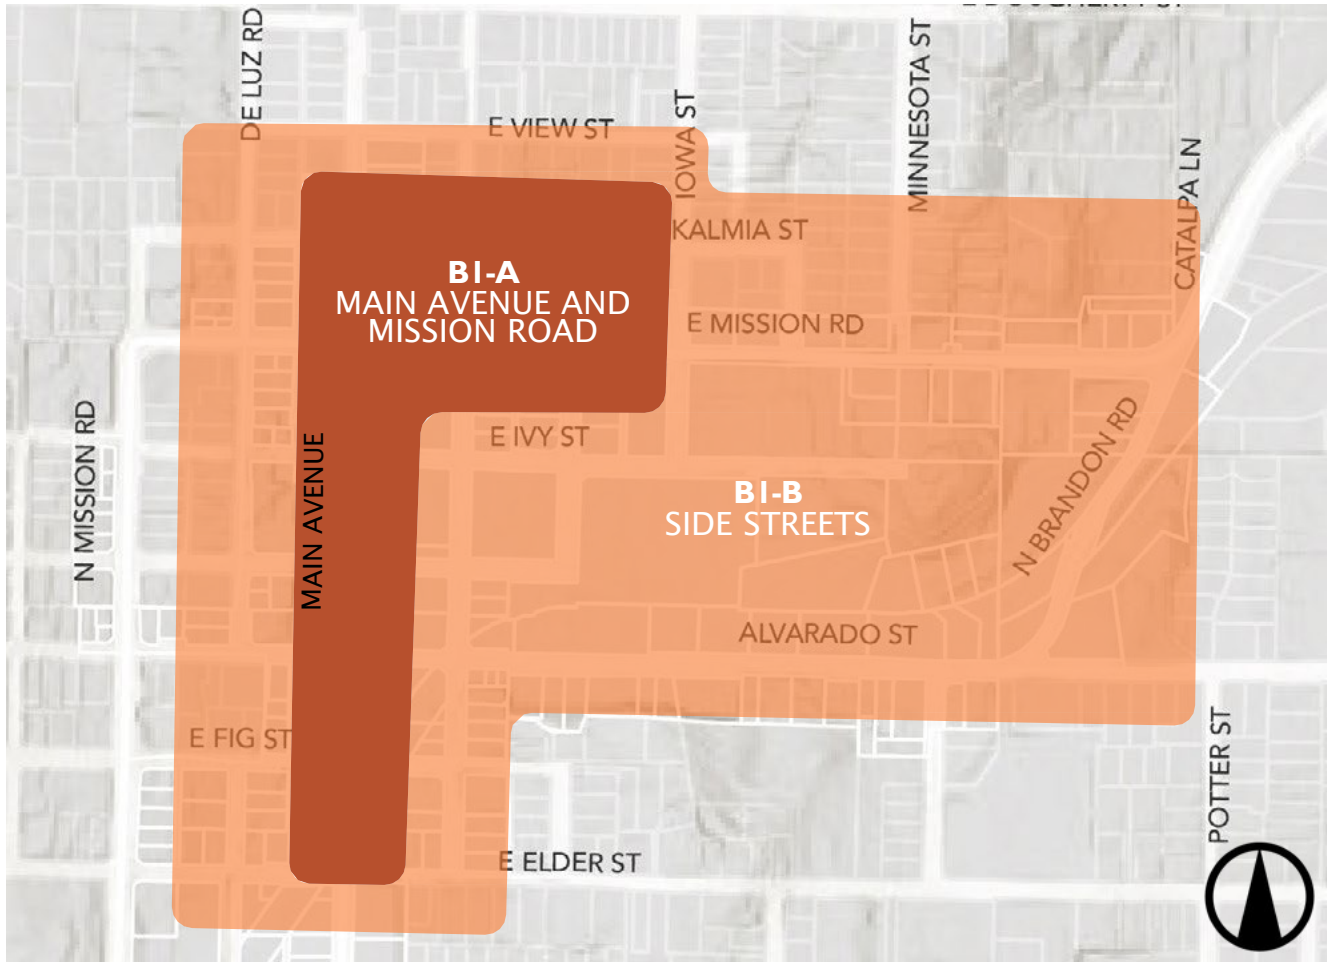 DE LUZ RD
E VIEW ST
IOWA ST
MINNESOTA ST
CATALPA LN
KALMIA ST
B1-A
MAIN AVENUE AND
MISSION ROAD
E MISSION RD
N MISSION RD
MAIN AVENUE
E IVY ST
B1-B
SIDE STREETS
N BRANDON RD
ALVARADO ST
E FIG ST
POTTER ST
E ELDER ST